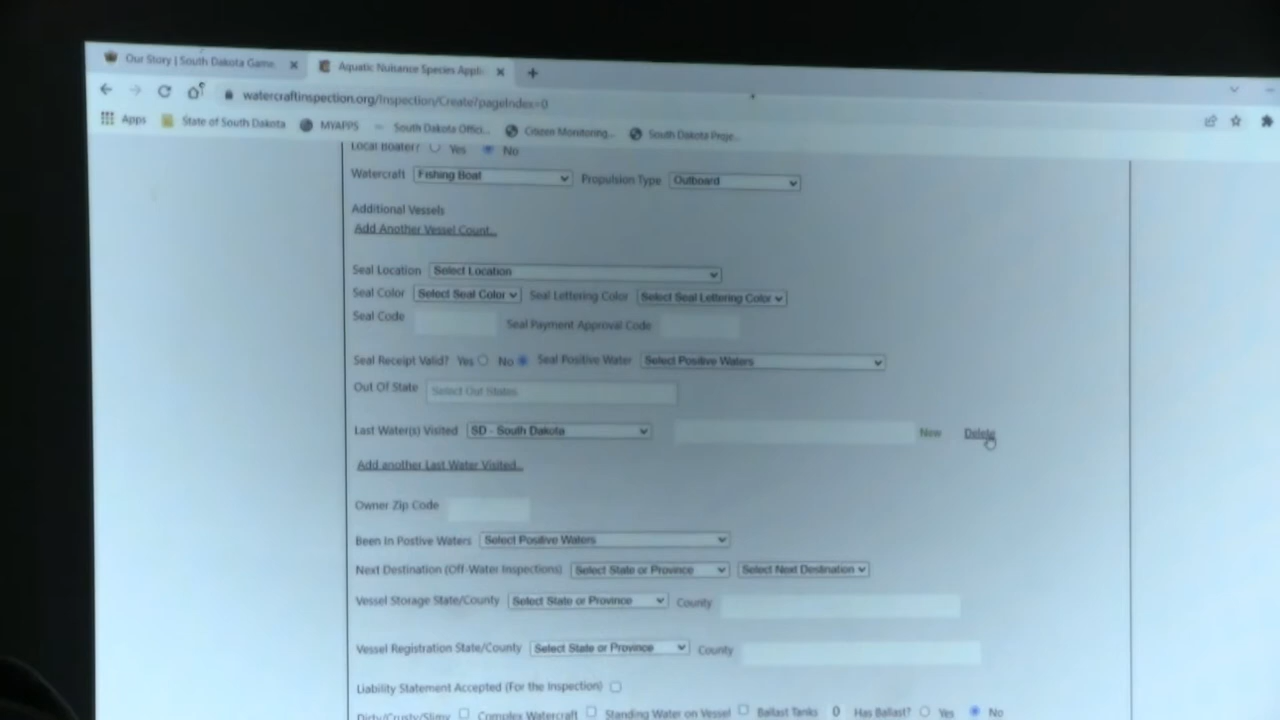 Our Story | South Dakota Game, Aquatic Nuisance Species Appli
watercraftinspection.org/Inspection/Create?pageIndex=0
Apps State of South Dakota MYAPPS South Dakota Offici... Citizen Monitoring... South Dakota Proje...
Local Boater? Yes No
Watercraft Fishing Boat Propulsion Type Outboard
Additional Vessels
Add Another Vessel Count...
Seal Location Select Location
Seal Color Select Seal Color Seal Lettering Color Select Seal Lettering Color
Seal Code Seal Payment Approval Code
Seal Receipt Valid? Yes No Seal Positive Water Select Positive Waters
Out Of State Select Out States
Last Water(s) Visited SD - South Dakota New Delete
Add another Last Water Visited...
Owner Zip Code
Been In Postive Waters Select Positive Waters
Next Destination (Off-Water Inspections) Select State or Province Select Next Destination
Vessel Storage State/County Select State or Province County
Vessel Registration State/County Select State or Province County
Liability Statement Accepted (For the Inspection)
Dirty/Crusty/Slimy Complex Watercraft Standing Water on Vessel Ballast Tanks 0 Has Ballast? Yes No